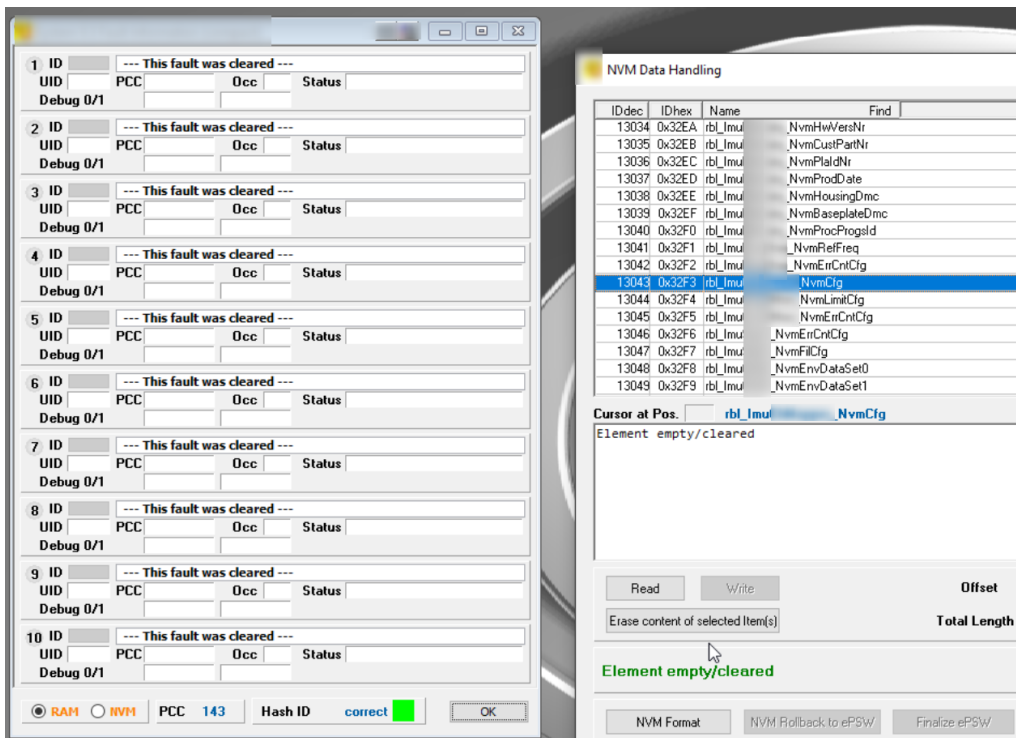 1 ID --- This fault was cleared ---
UID PCC Occ Status
Debug 0/1
2 ID --- This fault was cleared ---
UID PCC Occ Status
Debug 0/1
3 ID --- This fault was cleared ---
UID PCC Occ Status
Debug 0/1
4 ID --- This fault was cleared ---
UID PCC Occ Status
Debug 0/1
5 ID --- This fault was cleared ---
UID PCC Occ Status
Debug 0/1
6 ID --- This fault was cleared ---
UID PCC Occ Status
Debug 0/1
7 ID --- This fault was cleared ---
UID PCC Occ Status
Debug 0/1
8 ID --- This fault was cleared ---
UID PCC Occ Status
Debug 0/1
9 ID --- This fault was cleared ---
UID PCC Occ Status
Debug 0/1
10 ID --- This fault was cleared ---
UID PCC Occ Status
Debug 0/1
RAM NVM PCC 143 Hash ID correct OK
NVM Data Handling
IDdec IDhex Name Find
13034 0x32EA rbl_Imu _NvmHwVersNr
13035 0x32EB rbl_Imu _NvmCustPartNr
13036 0x32EC rbl_Imu _NvmPlaIdNr
13037 0x32ED rbl_Imu _NvmProdDate
13038 0x32EE rbl_Imu _NvmHousingDmc
13039 0x32EF rbl_Imu _NvmBaseplateDmc
13040 0x32F0 rbl_Imu _NvmProcProgsId
13041 0x32F1 rbl_Imu _NvmRefFreq
13042 0x32F2 rbl_Imu _NvmErrCntCfg
13043 0x32F3 rbl_Imu _NvmCfg
13044 0x32F4 rbl_Imu _NvmLimitCfg
13045 0x32F5 rbl_Imu _NvmErrCntCfg
13046 0x32F6 rbl_Imu _NvmErrCntCfg
13047 0x32F7 rbl_Imu _NvmFilCfg
13048 0x32F8 rbl_Imu _NvmEnvDataSet0
13049 0x32F9 rbl_Imu _NvmEnvDataSet1
Cursor at Pos. rbl_Imu _NvmCfg
Element empty/cleared
Read Write Offset
Erase content of selected Item(s) Total Length
Element empty/cleared
NVM Format NVM Rollback to ePSW Finalize ePSW